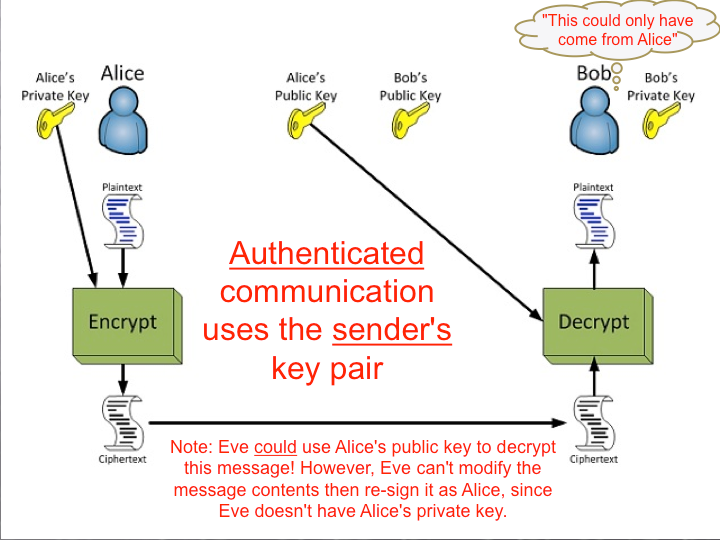 "This could only have
come from Alice"
Alice's
Private Key
Alice
Alice's
Public Key
Bob's
Public Key
Bob
Bob's
Private Key
Plaintext
Plaintext
Authenticated
communication
uses the sender's
key pair
Encrypt
Decrypt
Ciphertext
Ciphertext
Note: Eve could use Alice's public key to decrypt
this message! However, Eve can't modify the
message contents then re-sign it as Alice, since
Eve doesn't have Alice's private key.